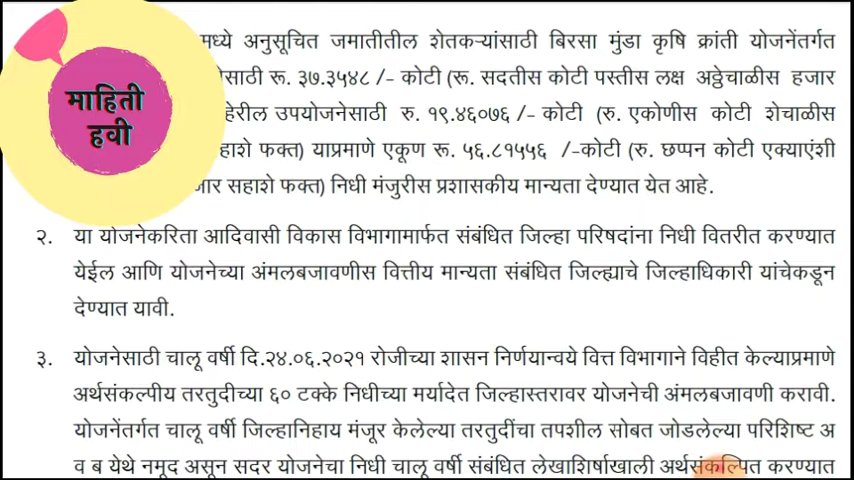 माहिती
हवी
मध्ये अनुसूचित जमातीतील शेतकऱ्यांसाठी बिरसा मुंडा कृषि क्रांती योजनेंतर्गत
साठी रू. ३७.३५४८ /- कोटी (रू. सदतीस कोटी पस्तीस लक्ष अठ्ठेचाळीस हजार
हेरील उपयोजनेसाठी रु. १९.४६०७६ /- कोटी (रु. एकोणीस कोटी शेचाळीस
हाशे फक्त) याप्रमाणे एकूण रू. ५६.८१५५६ /-कोटी (रु. छप्पन कोटी एक्याएंशी
जार सहाशे फक्त) निधी मंजुरीस प्रशासकीय मान्यता देण्यात येत आहे.
२. या योजनेकरिता आदिवासी विकास विभागामार्फत संबंधित जिल्हा परिषदांना निधी वितरीत करण्यात
येईल आणि योजनेच्या अंमलबजावणीस वित्तीय मान्यता संबंधित जिल्ह्याचे जिल्हाधिकारी यांचेकडून
देण्यात यावी.
३. योजनेसाठी चालू वर्षी दि.२४.०६.२०२१ रोजीच्या शासन निर्णयान्वये वित्त विभागाने विहीत केल्याप्रमाणे
अर्थसंकल्पीय तरतुदीच्या ६० टक्के निधीच्या मर्यादेत जिल्हास्तरावर योजनेची अंमलबजावणी करावी.
योजनेंतर्गत चालू वर्षी जिल्हानिहाय मंजूर केलेल्या तरतुदींचा तपशील सोबत जोडलेल्या परिशिष्ट अ
व ब येथे नमूद असून सदर योजनेचा निधी चालू वर्षी संबंधित लेखाशिर्षाखाली अर्थसंकल्पित करण्यात